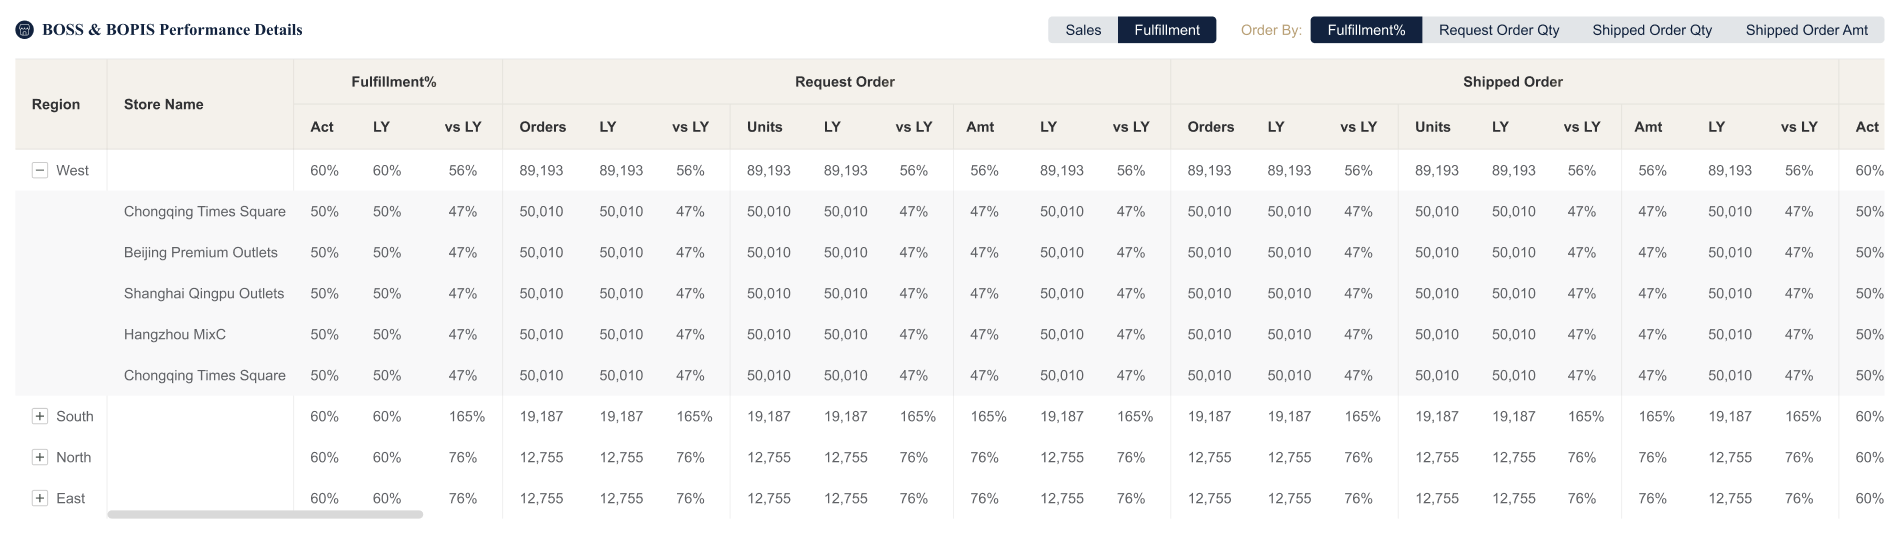 BOSS & BOPIS Performance Details Sales Fulfillment Order By: Fulfillment% Request Order Qty Shipped Order Qty Shipped Order Amt
Region Store Name Fulfillment% Request Order Shipped Order
Act LY vs LY Orders LY vs LY Units LY vs LY Amt LY vs LY Orders LY vs LY Units LY vs LY Amt LY vs LY Act
West 60% 60% 56% 89,193 89,193 56% 89,193 89,193 56% 56% 89,193 56% 89,193 89,193 56% 89,193 89,193 56% 56% 89,193 56% 60%
Chongqing Times Square 50% 50% 47% 50,010 50,010 47% 50,010 50,010 47% 47% 50,010 47% 50,010 50,010 47% 50,010 50,010 47% 47% 50,010 47% 50%
Beijing Premium Outlets 50% 50% 47% 50,010 50,010 47% 50,010 50,010 47% 47% 50,010 47% 50,010 50,010 47% 50,010 50,010 47% 47% 50,010 47% 50%
Shanghai Qingpu Outlets 50% 50% 47% 50,010 50,010 47% 50,010 50,010 47% 47% 50,010 47% 50,010 50,010 47% 50,010 50,010 47% 47% 50,010 47% 50%
Hangzhou MixC 50% 50% 47% 50,010 50,010 47% 50,010 50,010 47% 47% 50,010 47% 50,010 50,010 47% 50,010 50,010 47% 47% 50,010 47% 50%
Chongqing Times Square 50% 50% 47% 50,010 50,010 47% 50,010 50,010 47% 47% 50,010 47% 50,010 50,010 47% 50,010 50,010 47% 47% 50,010 47% 50%
South 60% 60% 165% 19,187 19,187 165% 19,187 19,187 165% 165% 19,187 165% 19,187 19,187 165% 19,187 19,187 165% 165% 19,187 165% 60%
North 60% 60% 76% 12,755 12,755 76% 12,755 12,755 76% 76% 12,755 76% 12,755 12,755 76% 12,755 12,755 76% 76% 12,755 76% 60%
East 60% 60% 76% 12,755 12,755 76% 12,755 12,755 76% 76% 12,755 76% 12,755 12,755 76% 12,755 12,755 76% 76% 12,755 76% 60%